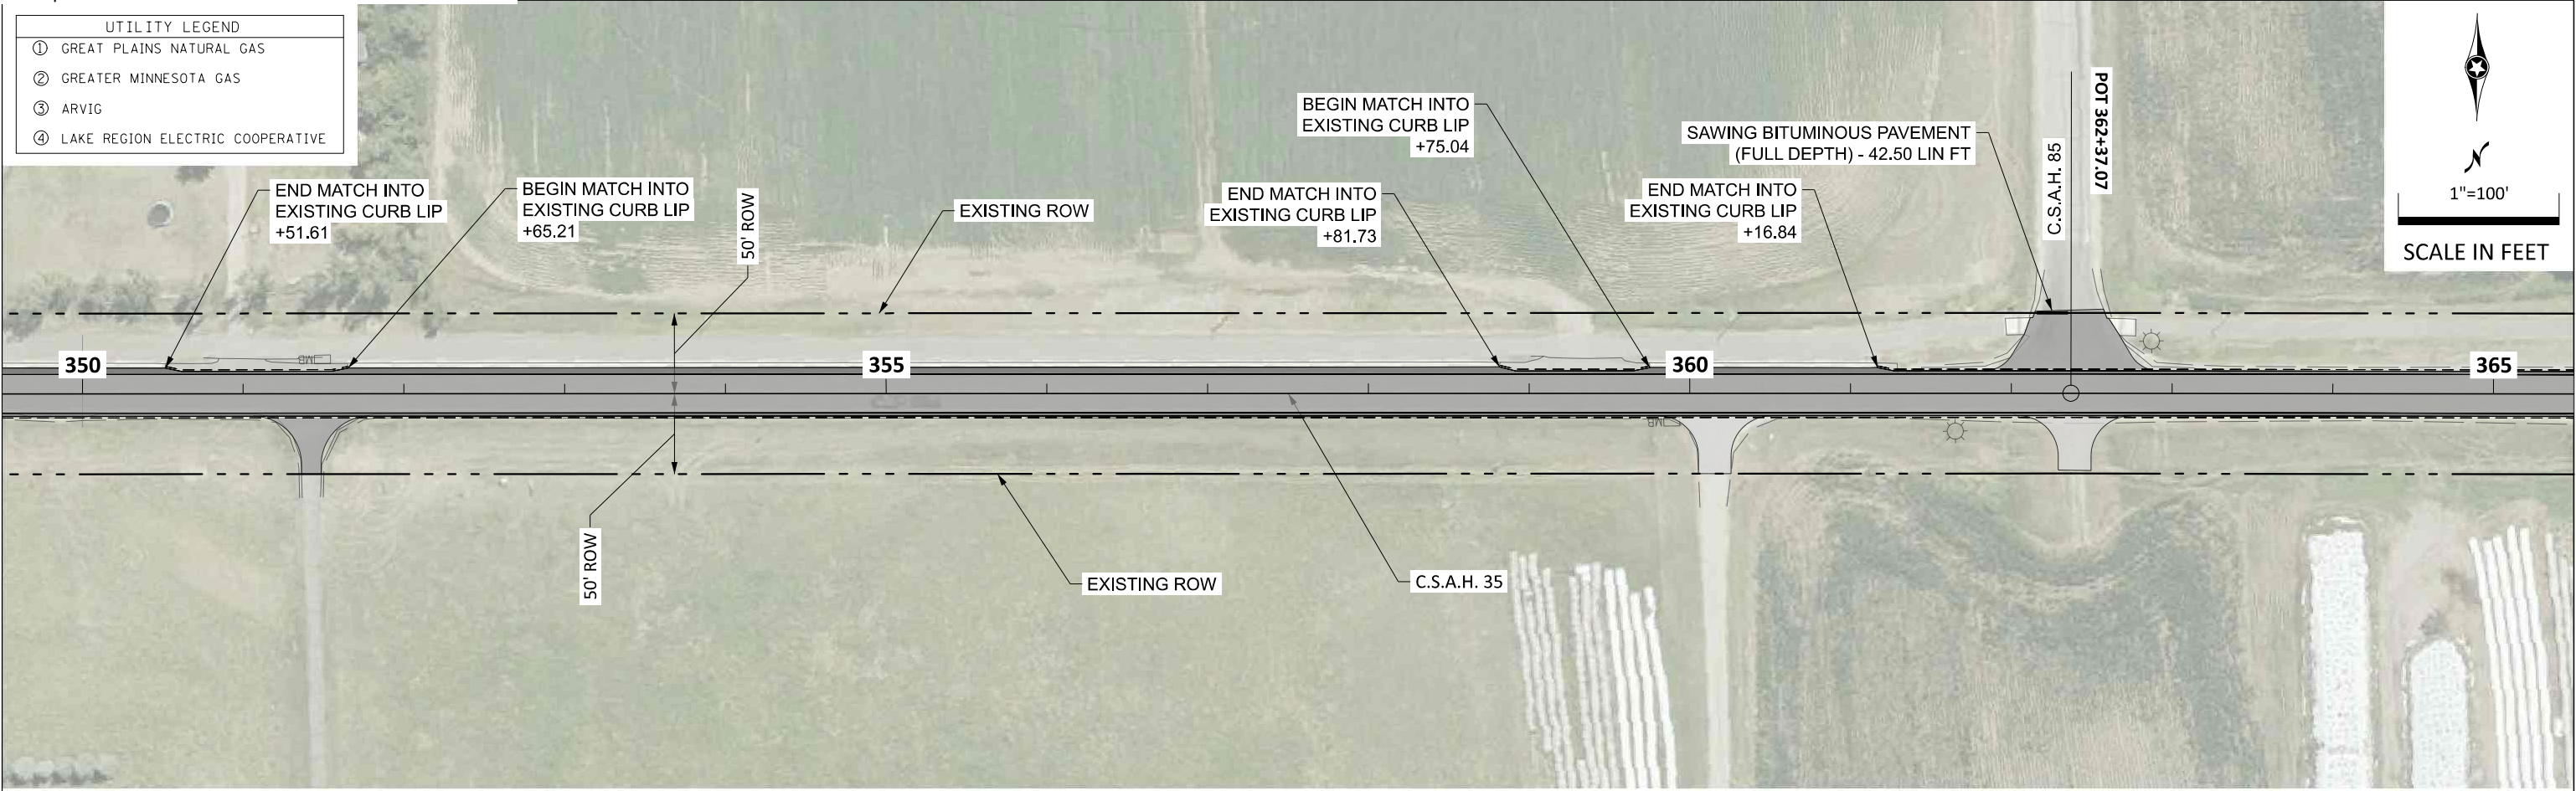 UTILITY LEGEND
① GREAT PLAINS NATURAL GAS
② GREATER MINNESOTA GAS
③ ARVIG
④ LAKE REGION ELECTRIC COOPERATIVE
END MATCH INTO
EXISTING CURB LIP
+51.61
BEGIN MATCH INTO
EXISTING CURB LIP
+65.21
50' ROW
EXISTING ROW
BEGIN MATCH INTO
EXISTING CURB LIP
+75.04
END MATCH INTO
EXISTING CURB LIP
+81.73
SAWING BITUMINOUS PAVEMENT
(FULL DEPTH) - 42.50 LIN FT
END MATCH INTO
EXISTING CURB LIP
+16.84
C.S.A.H. 85
POT 362+37.07
N
1"=100'
SCALE IN FEET
350
MB
355
360
365
MB
50' ROW
EXISTING ROW
C.S.A.H. 35